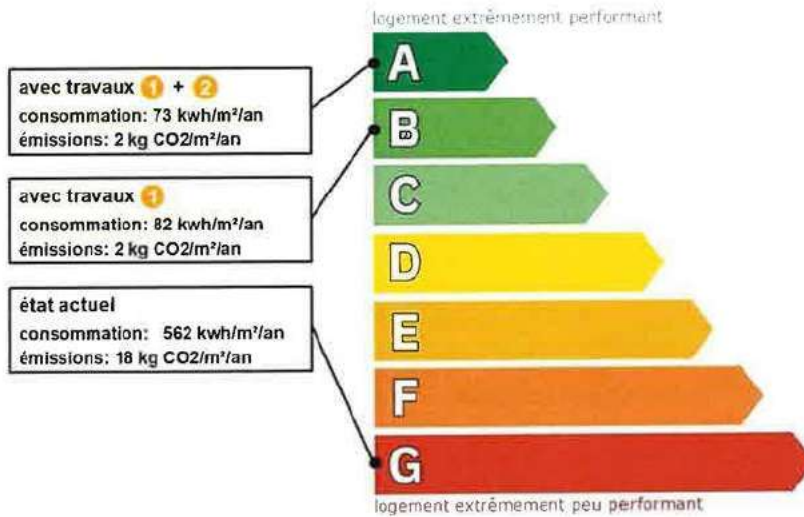 logement extrêmement performant
avec travaux 1 + 2
consommation: 73 kwh/m²/an
émissions: 2 kg CO2/m²/an
avec travaux 1
consommation: 82 kwh/m²/an
émissions: 2 kg CO2/m²/an
état actuel
consommation: 562 kwh/m²/an
émissions: 18 kg CO2/m²/an
A
B
C
D
E
F
G
logement extrêmement peu performant